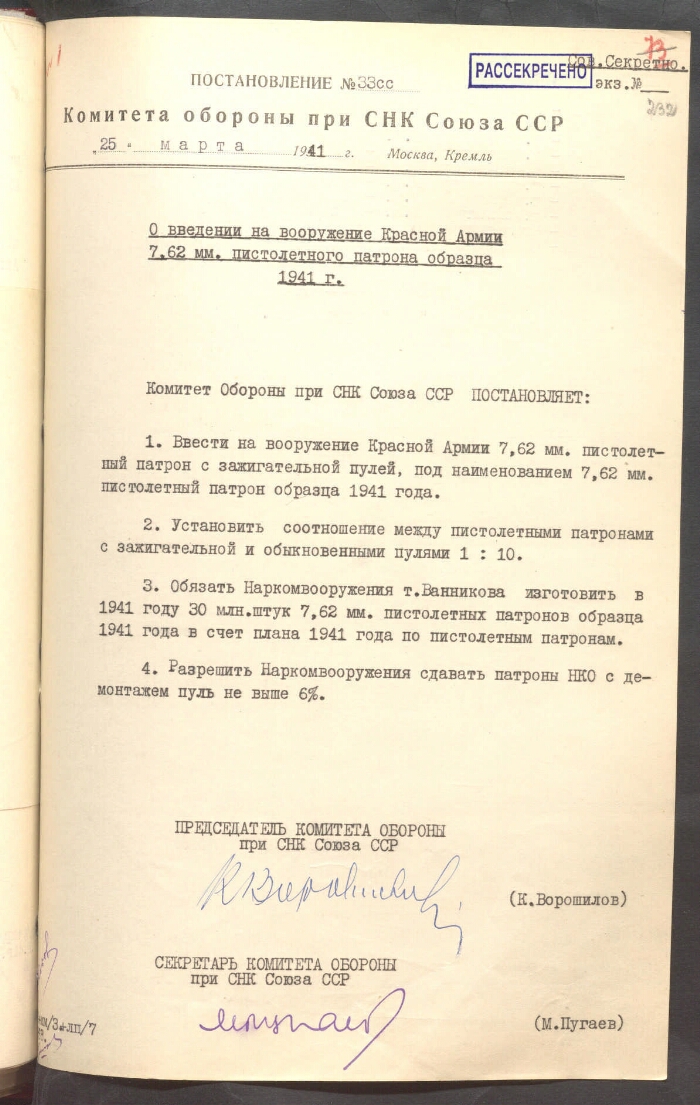 73
Сов.Секретно.
РАССЕКРЕЧЕНО
экз.№
232
ПОСТАНОВЛЕНИЕ №33сс
Комитета обороны при СНК Союза ССР
„25 " марта 1941 г. Москва, Кремль
О введении на вооружение Красной Армии
7,62 мм. пистолетного патрона образца
1941 г.
Комитет Обороны при СНК Союза ССР ПОСТАНОВЛЯЕТ:
1. Ввести на вооружение Красной Армии 7,62 мм. пистолет-
ный патрон с зажигательной пулей, под наименованием 7,62 мм.
пистолетный патрон образца 1941 года.
2. Установить соотношение между пистолетными патронами
с зажигательной и обыкновенными пулями 1 : 10.
3. Обязать Наркомвооружения т.Ванникова изготовить в
1941 году 30 млн.штук 7,62 мм. пистолетных патронов образца
1941 года в счет плана 1941 года по пистолетным патронам.
4. Разрешить Наркомвооружения сдавать патроны НКО с де-
монтажем пуль не выше 6%.
ПРЕДСЕДАТЕЛЬ КОМИТЕТА ОБОРОНЫ
при СНК Союза ССР
К Ворошилов
(К.Ворошилов)
СЕКРЕТАРЬ КОМИТЕТА ОБОРОНЫ
при СНК Союза ССР
(М.Пугаев)